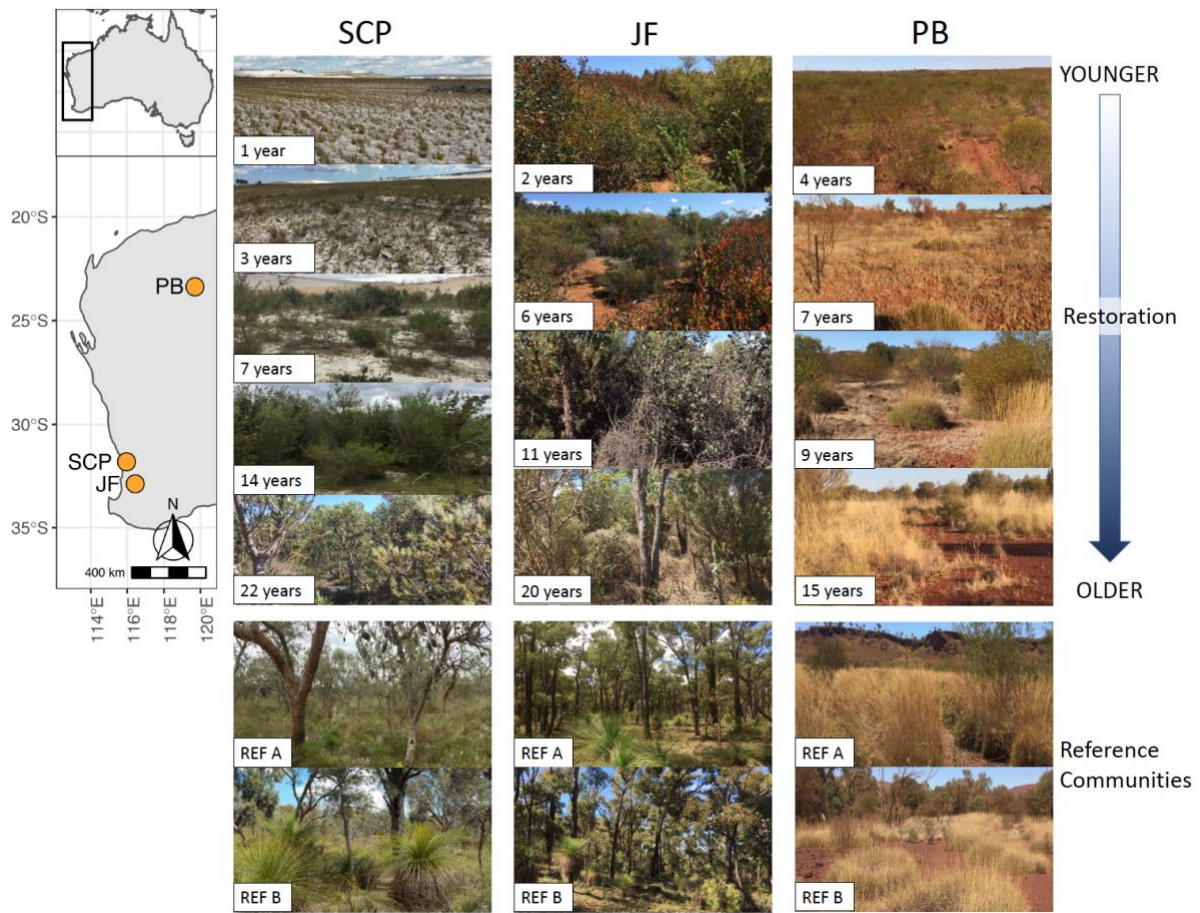 SCP
JF
PB
YOUNGER
1 year
2 years
4 years
3 years
6 years
7 years
7 years
11 years
9 years
14 years
22 years
20 years
15 years
Restoration
OLDER
20°S
25°S
30°S
35°S
PB
SCP
JF
N
400 km
114°E
116°E
118°E
120°E
REF A
REF A
REF A
REF B
REF B
REF B
Reference
Communities